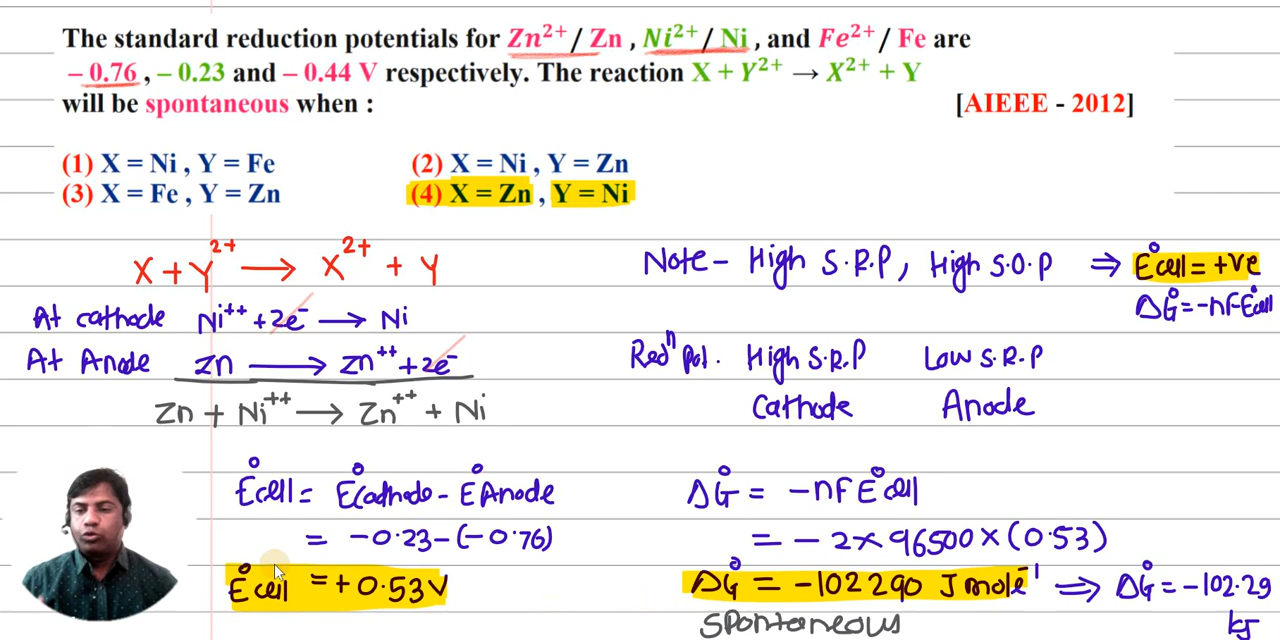 The standard reduction potentials for Zn²⁺/ Zn , Ni²⁺/ Ni , and Fe²⁺/ Fe are
– 0.76 , – 0.23 and – 0.44 V respectively. The reaction X + Y²⁺ → X²⁺ + Y
will be spontaneous when : [AIEEE - 2012]
(1) X = Ni , Y = Fe (2) X = Ni , Y = Zn
(3) X = Fe , Y = Zn (4) X = Zn , Y = Ni
X + Y²⁺ → X²⁺ + Y
At cathode Ni⁺⁺ + 2e⁻ → Ni
At Anode Zn → Zn⁺⁺ + 2e⁻
Zn + Ni⁺⁺ → Zn⁺⁺ + Ni
Note - High S.R.P, High S.O.P ⇒ E°cell = +ve
ΔG° = -nFE°cell
Redⁿ Pot. High S.R.P Low S.R.P
Cathode Anode
E°cell = E°Cathode - E°Anode
= -0.23 - (-0.76)
E°cell = +0.53V
ΔG° = -nFE°cell
= -2 × 96500 × (0.53)
ΔG° = -102290 J mole⁻¹ ⇒ ΔG° = -102.29
kJ
Spontaneous